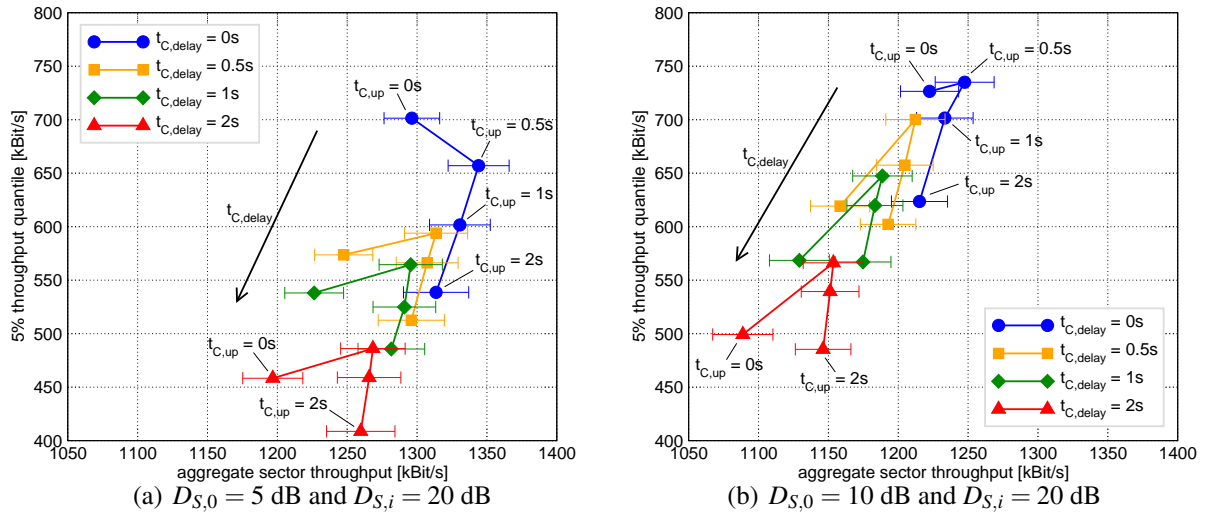 800
750
700
650
600
550
500
450
400
5% throughput quantile [kBit/s]
1050 1100 1150 1200 1250 1300 1350 1400
aggregate sector throughput [kBit/s]
t_C,delay = 0s
t_C,delay = 0.5s
t_C,delay = 1s
t_C,delay = 2s
t_C,up = 0s
t_C,up = 0.5s
t_C,up = 1s
t_C,delay
t_C,up = 2s
t_C,up = 0s
t_C,up = 2s
(a) D_S,0 = 5 dB and D_S,i = 20 dB
800
750
700
650
600
550
500
450
400
5% throughput quantile [kBit/s]
1050 1100 1150 1200 1250 1300 1350 1400
aggregate sector throughput [kBit/s]
t_C,up = 0s
t_C,up = 0.5s
t_C,up = 1s
t_C,delay
t_C,up = 2s
t_C,up = 0s
t_C,up = 2s
t_C,delay = 0s
t_C,delay = 0.5s
t_C,delay = 1s
t_C,delay = 2s
(b) D_S,0 = 10 dB and D_S,i = 20 dB